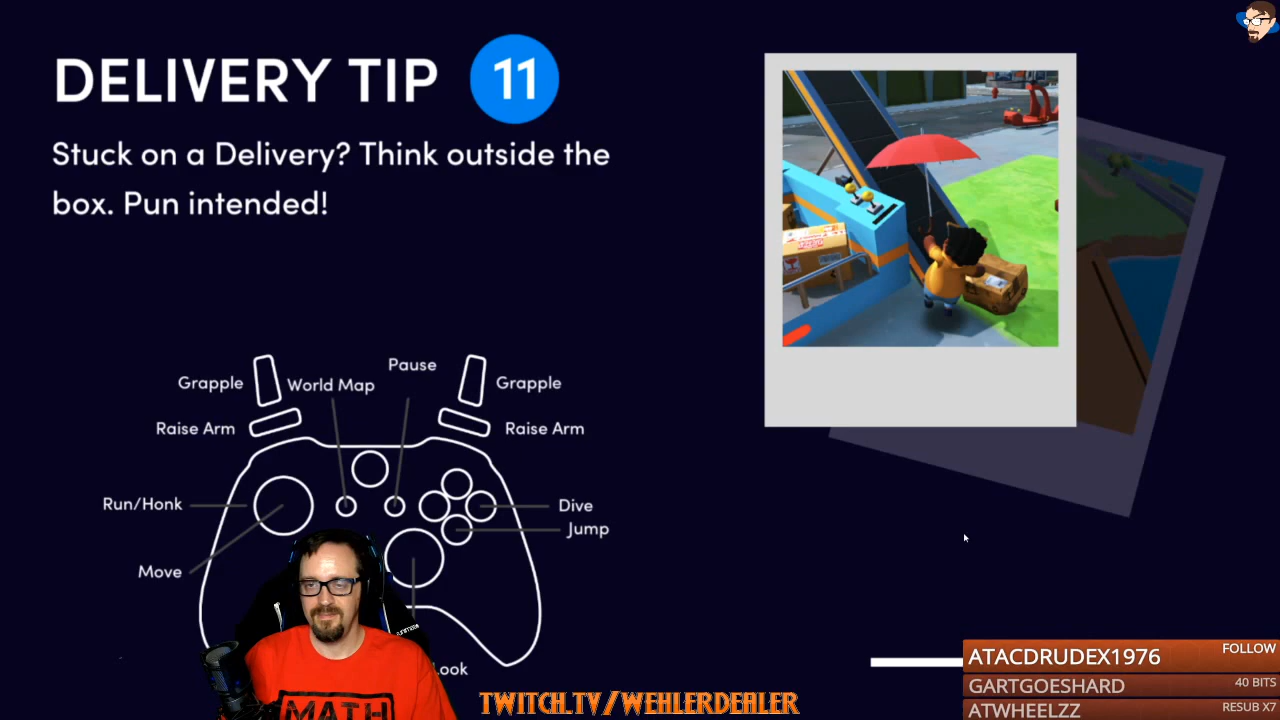 DELIVERY TIP 11
Stuck on a Delivery? Think outside the
box. Pun intended!
Pause
Grapple
World Map
Grapple
Raise Arm
Raise Arm
Run/Honk
Dive
Jump
Move
Look
MATH
TWITCH.TV/WEHLERDEALER
ATACDRUDEX1976 FOLLOW
GARTGOESHARD 40 BITS
ATWHEELZZ RESUB X7